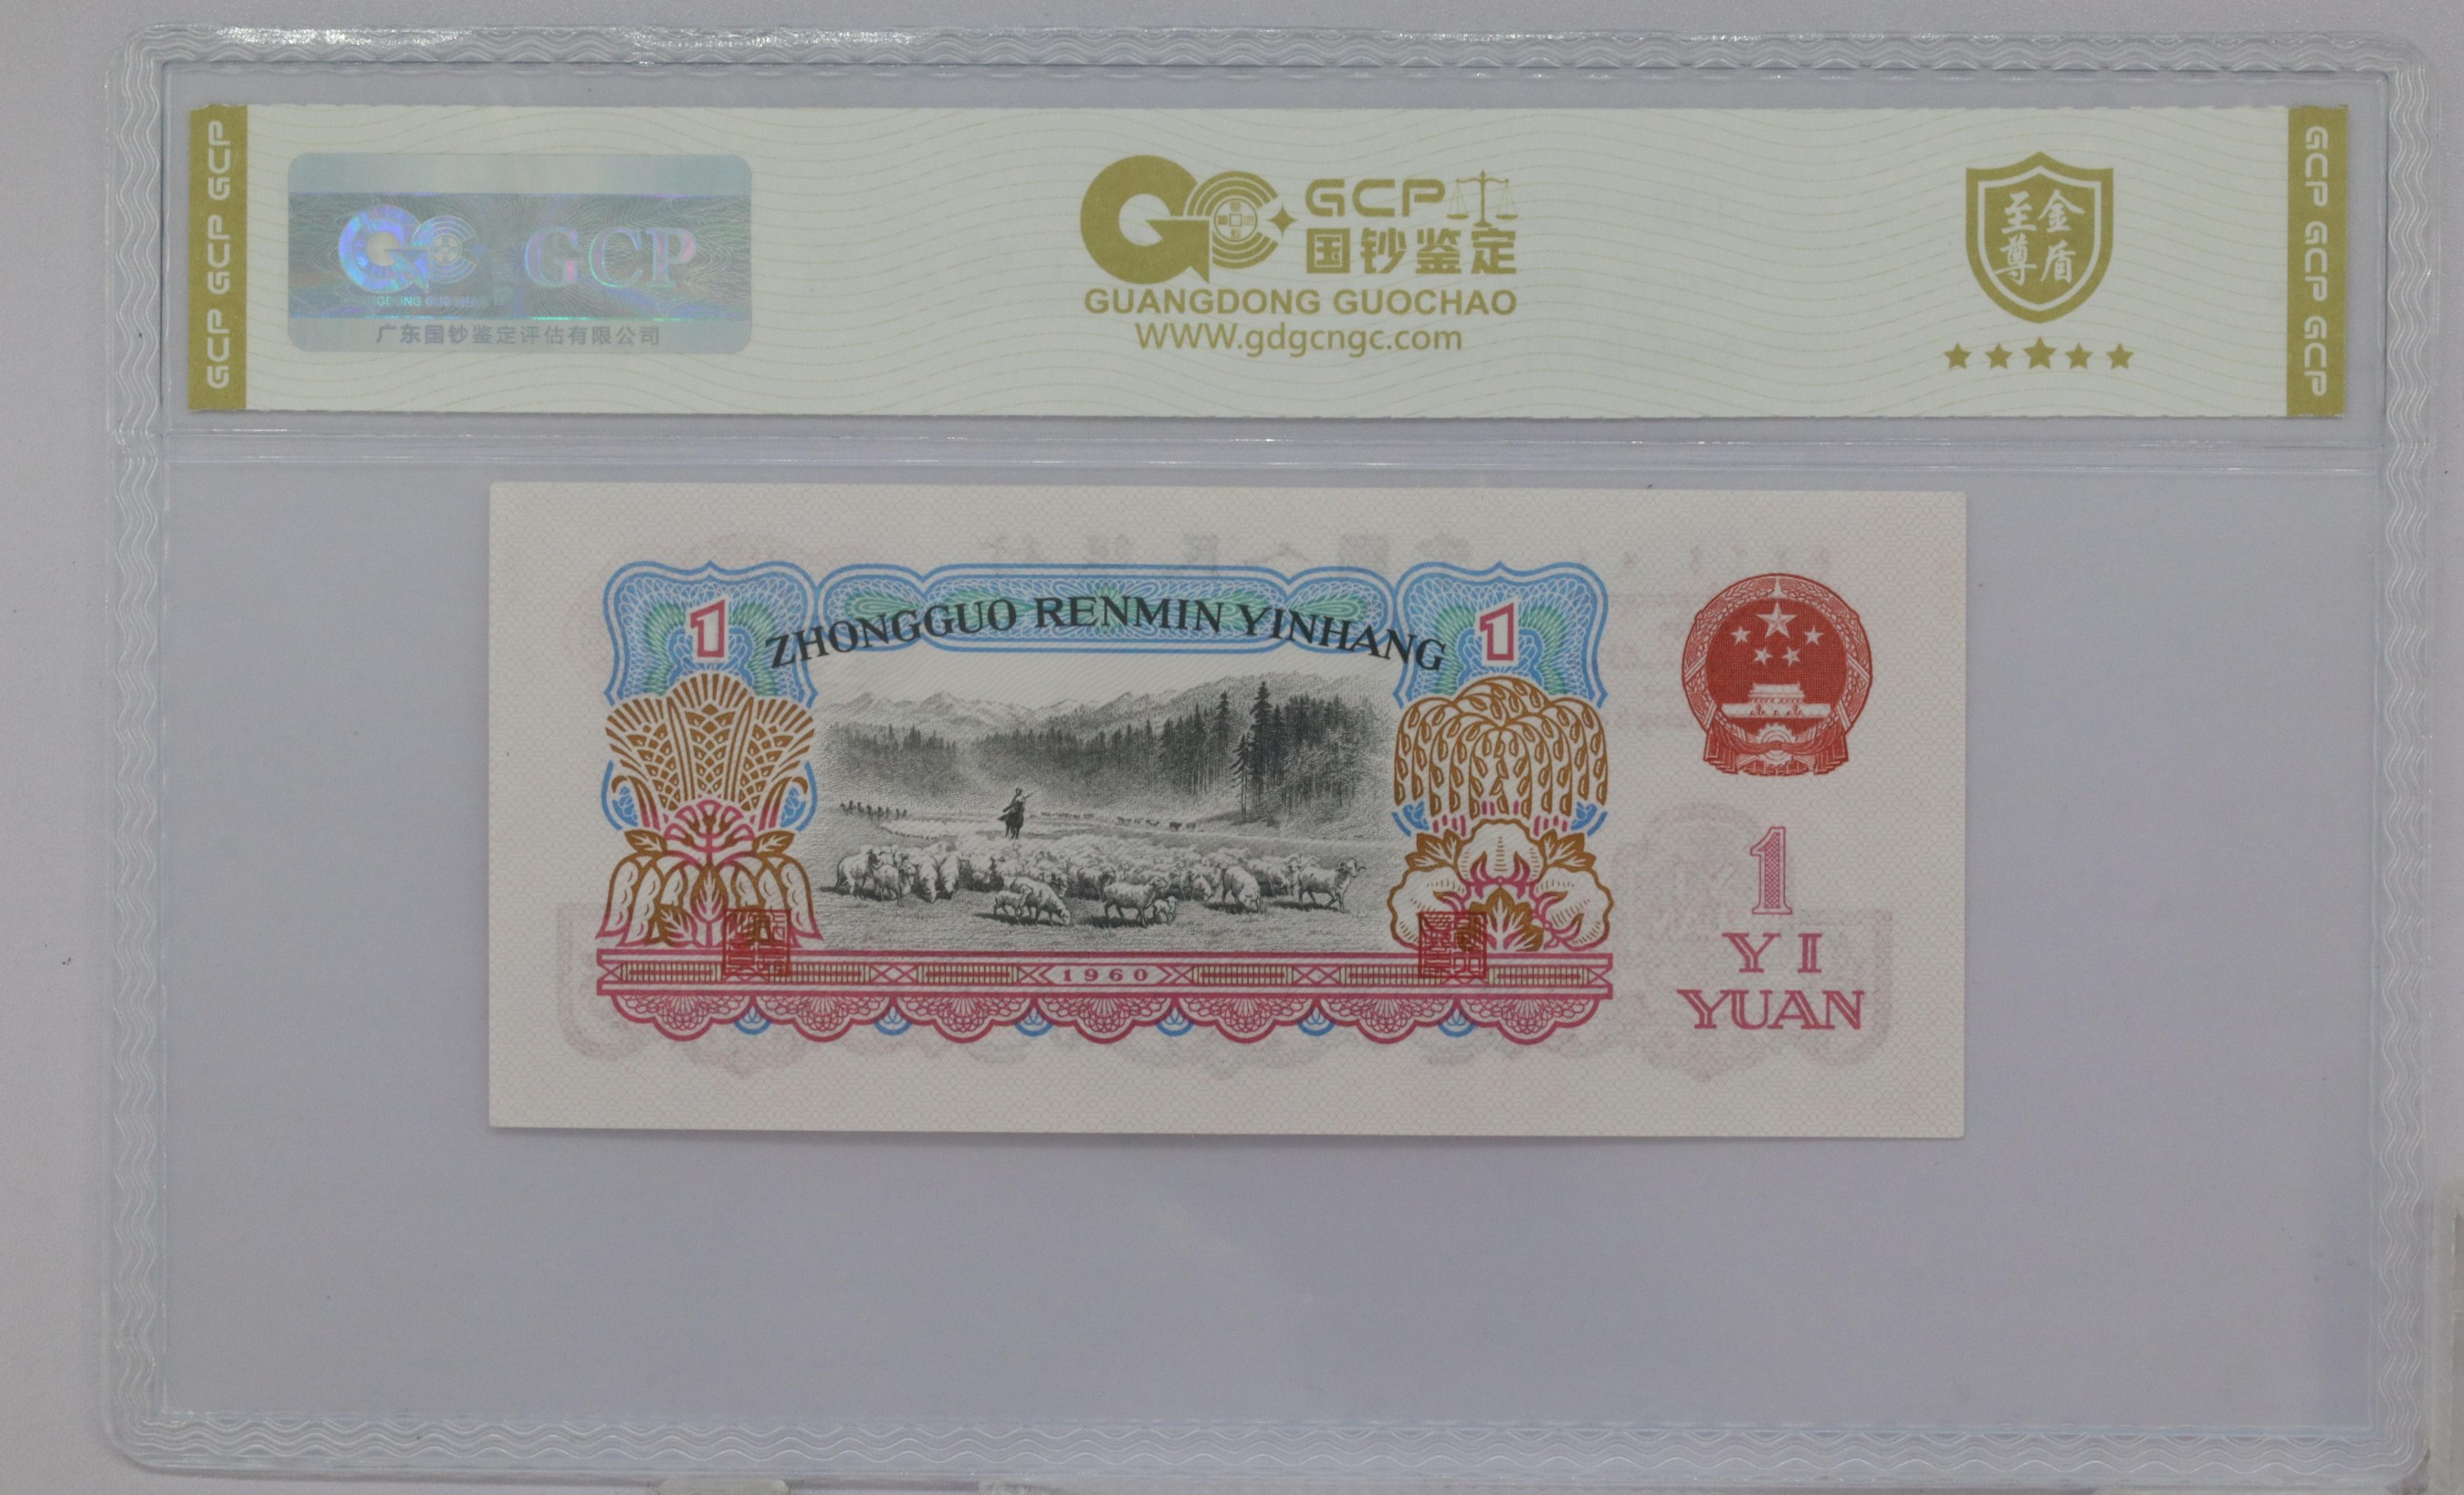 GCP GCP GCP
GCP
GUANGDONG GUOCHAO
广东国钞鉴定评估有限公司
GCP
国钞鉴定
GUANGDONG GUOCHAO
WWW.gdgcngc.com
至尊
金盾
GCP GCP GCP
ZHONGGUO RENMIN YINHANG
1
1
1960
1
YI
YUAN